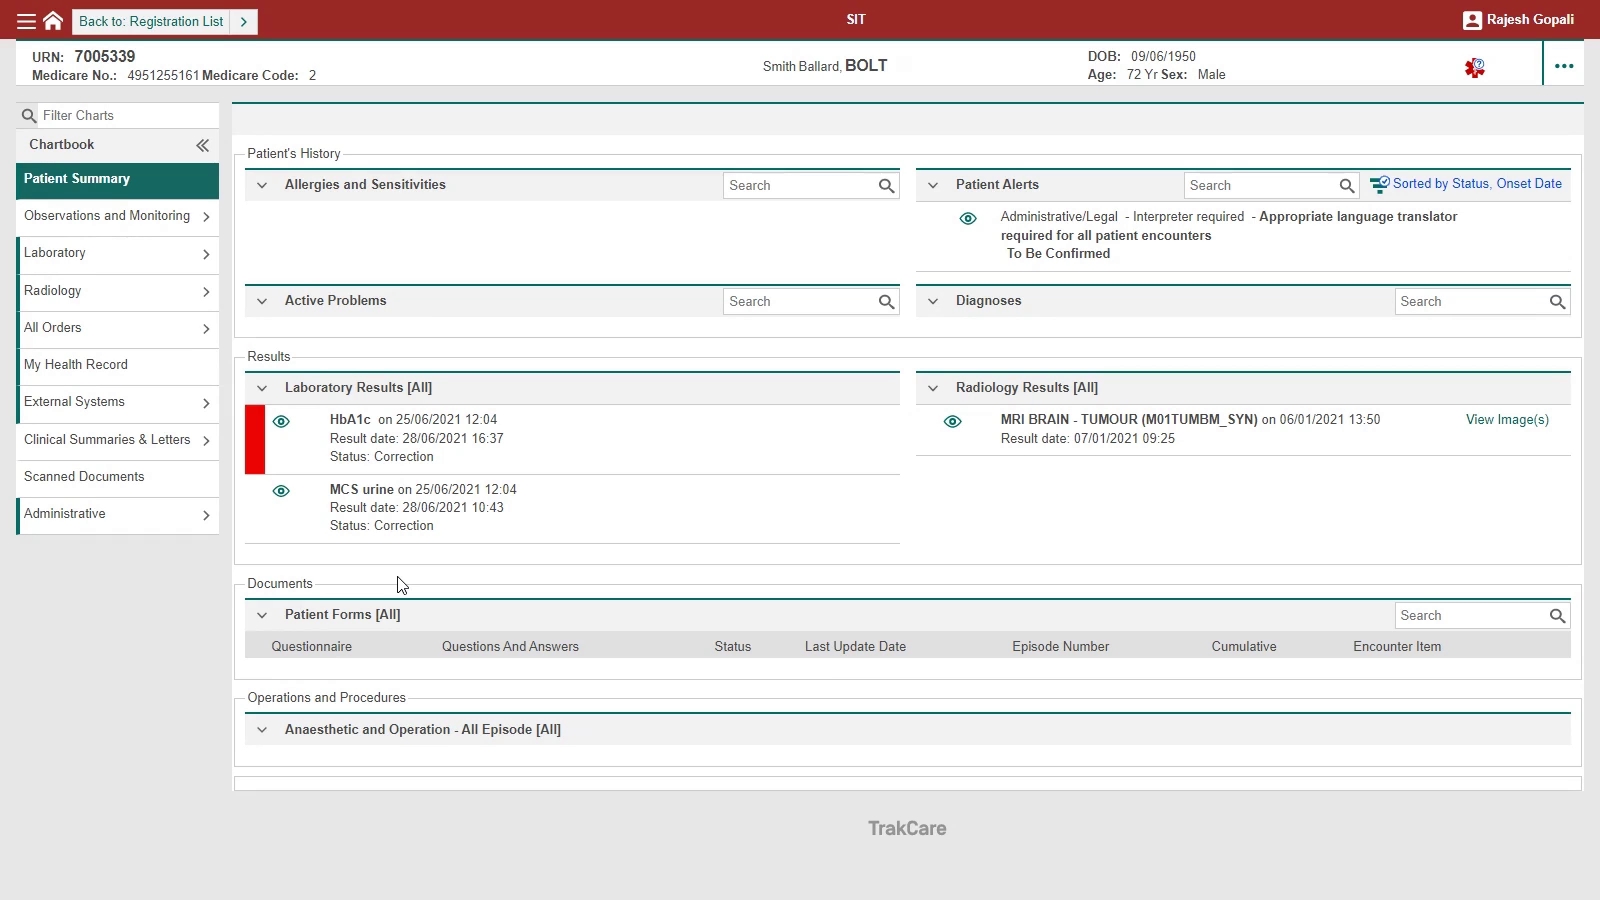 Back to: Registration List
SIT
Rajesh Gopali
URN: 7005339
Medicare No.: 4951255161 Medicare Code: 2
Smith Ballard, BOLT
DOB: 09/06/1950
Age: 72 Yr Sex: Male
Filter Charts
Chartbook
Patient Summary
Observations and Monitoring
Laboratory
Radiology
All Orders
My Health Record
External Systems
Clinical Summaries & Letters
Scanned Documents
Administrative
Patient's History
Allergies and Sensitivities
Search
Patient Alerts
Search
Sorted by Status, Onset Date
Administrative/Legal - Interpreter required - Appropriate language translator
required for all patient encounters
To Be Confirmed
Active Problems
Search
Diagnoses
Search
Results
Laboratory Results [All]
HbA1c on 25/06/2021 12:04
Result date: 28/06/2021 16:37
Status: Correction
MCS urine on 25/06/2021 12:04
Result date: 28/06/2021 10:43
Status: Correction
Radiology Results [All]
MRI BRAIN - TUMOUR (M01TUMBM_SYN) on 06/01/2021 13:50
View Image(s)
Result date: 07/01/2021 09:25
Documents
Patient Forms [All]
Search
Questionnaire Questions And Answers Status Last Update Date Episode Number Cumulative Encounter Item
Operations and Procedures
Anaesthetic and Operation - All Episode [All]
TrakCare